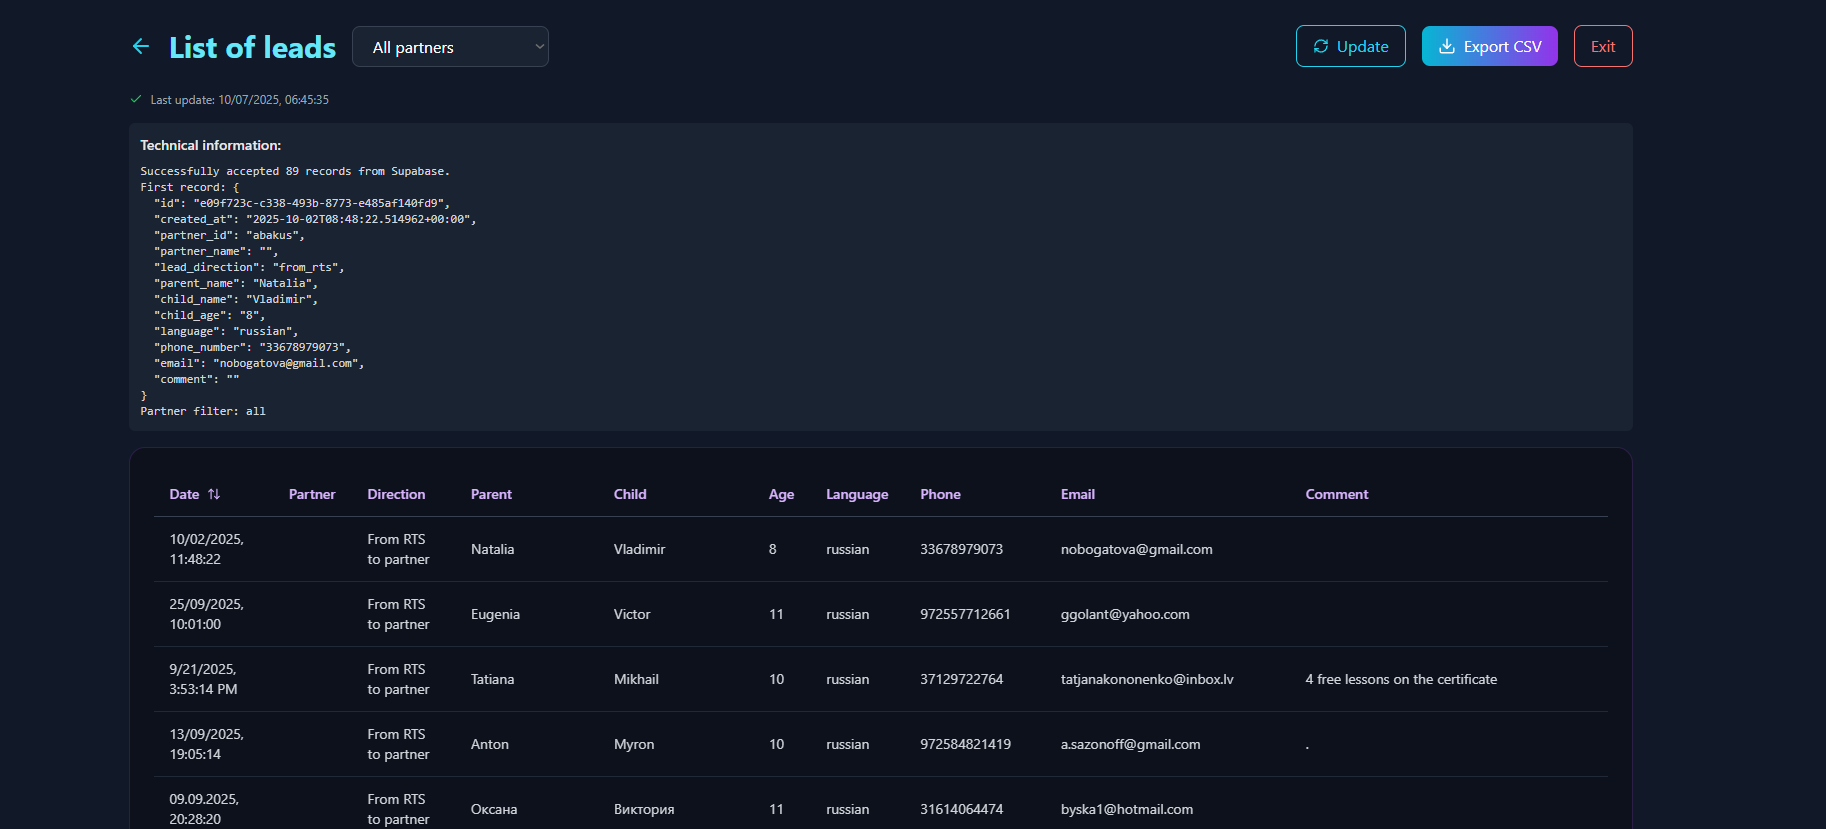 List of leads
All partners
Update
Export CSV
Exit
Last update: 10/07/2025, 06:45:35
Technical information:
Successfully accepted 89 records from Supabase.
First record: {
"id": "e09f723c-c338-493b-8773-e485af140fd9",
"created_at": "2025-10-02T08:48:22.514962+00:00",
"partner_id": "abakus",
"partner_name": "",
"lead_direction": "from_rts",
"parent_name": "Natalia",
"child_name": "Vladimir",
"child_age": "8",
"language": "russian",
"phone_number": "33678979073",
"email": "nobogatova@gmail.com",
"comment": ""
}
Partner filter: all
Date Partner Direction Parent Child Age Language Phone Email Comment
10/02/2025, 11:48:22 From RTS to partner Natalia Vladimir 8 russian 33678979073 nobogatova@gmail.com
25/09/2025, 10:01:00 From RTS to partner Eugenia Victor 11 russian 972557712661 ggolant@yahoo.com
9/21/2025, 3:53:14 PM From RTS to partner Tatiana Mikhail 10 russian 37129722764 tatjanakononenko@inbox.lv 4 free lessons on the certificate
13/09/2025, 19:05:14 From RTS to partner Anton Myron 10 russian 972584821419 a.sazonoff@gmail.com .
09.09.2025, 20:28:20 From RTS to partner Оксана Виктория 11 russian 31614064474 byska1@hotmail.com